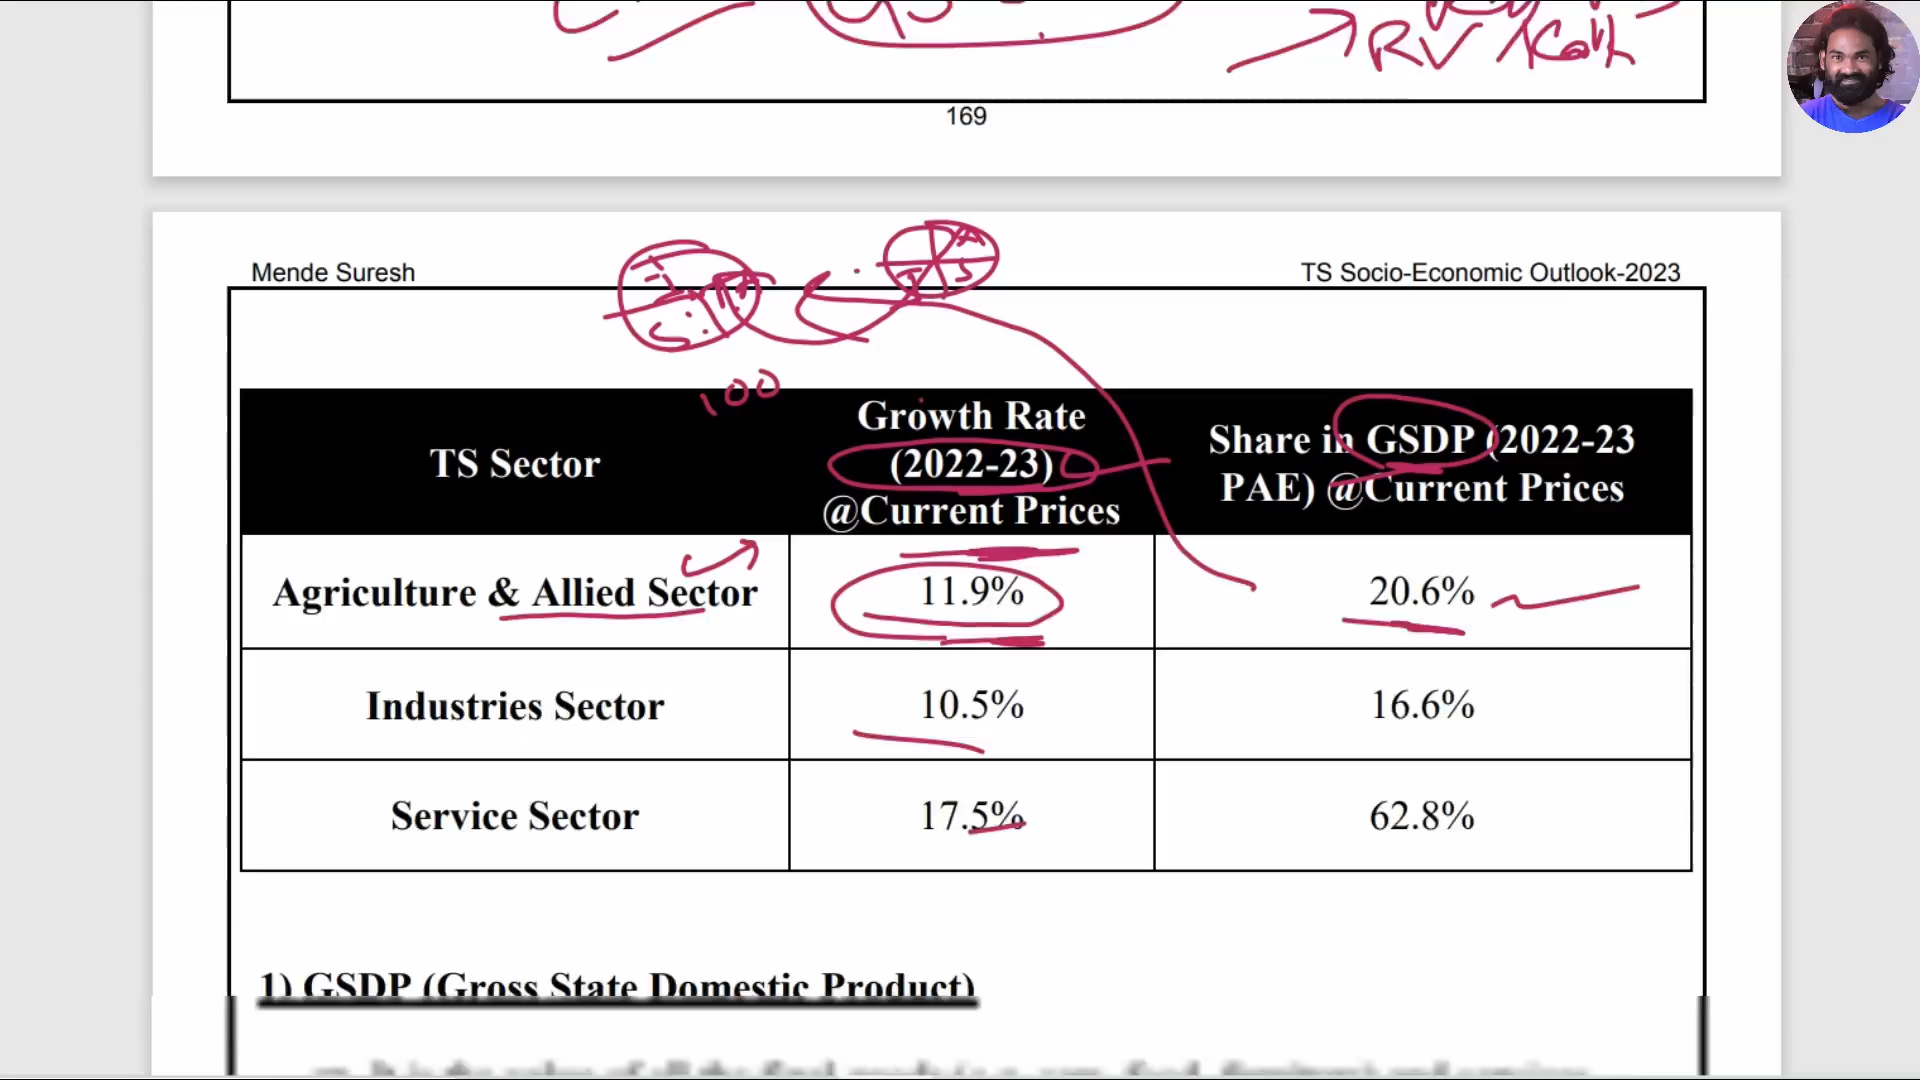 169
Mende Suresh
TS Socio-Economic Outlook-2023
100
TS Sector
Growth Rate
(2022-23)
@Current Prices
Share in GSDP (2022-23
PAE) @Current Prices
Agriculture & Allied Sector
11.9%
20.6%
Industries Sector
10.5%
16.6%
Service Sector
17.5%
62.8%
1) GSDP (Gross State Domestic Product)